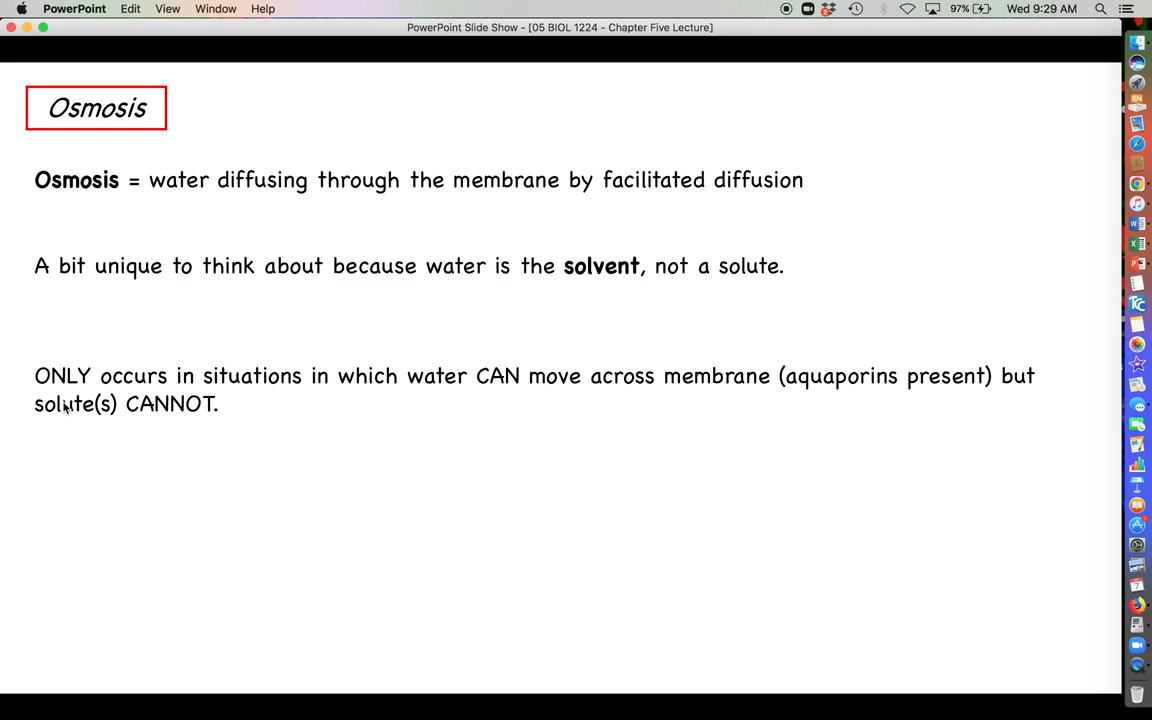 PowerPoint Edit View Window Help 97% Wed 9:29 AM
PowerPoint Slide Show - [05 BIOL 1224 - Chapter Five Lecture]
Osmosis
Osmosis = water diffusing through the membrane by facilitated diffusion
A bit unique to think about because water is the solvent, not a solute.
ONLY occurs in situations in which water CAN move across membrane (aquaporins present) but
solute(s) CANNOT.